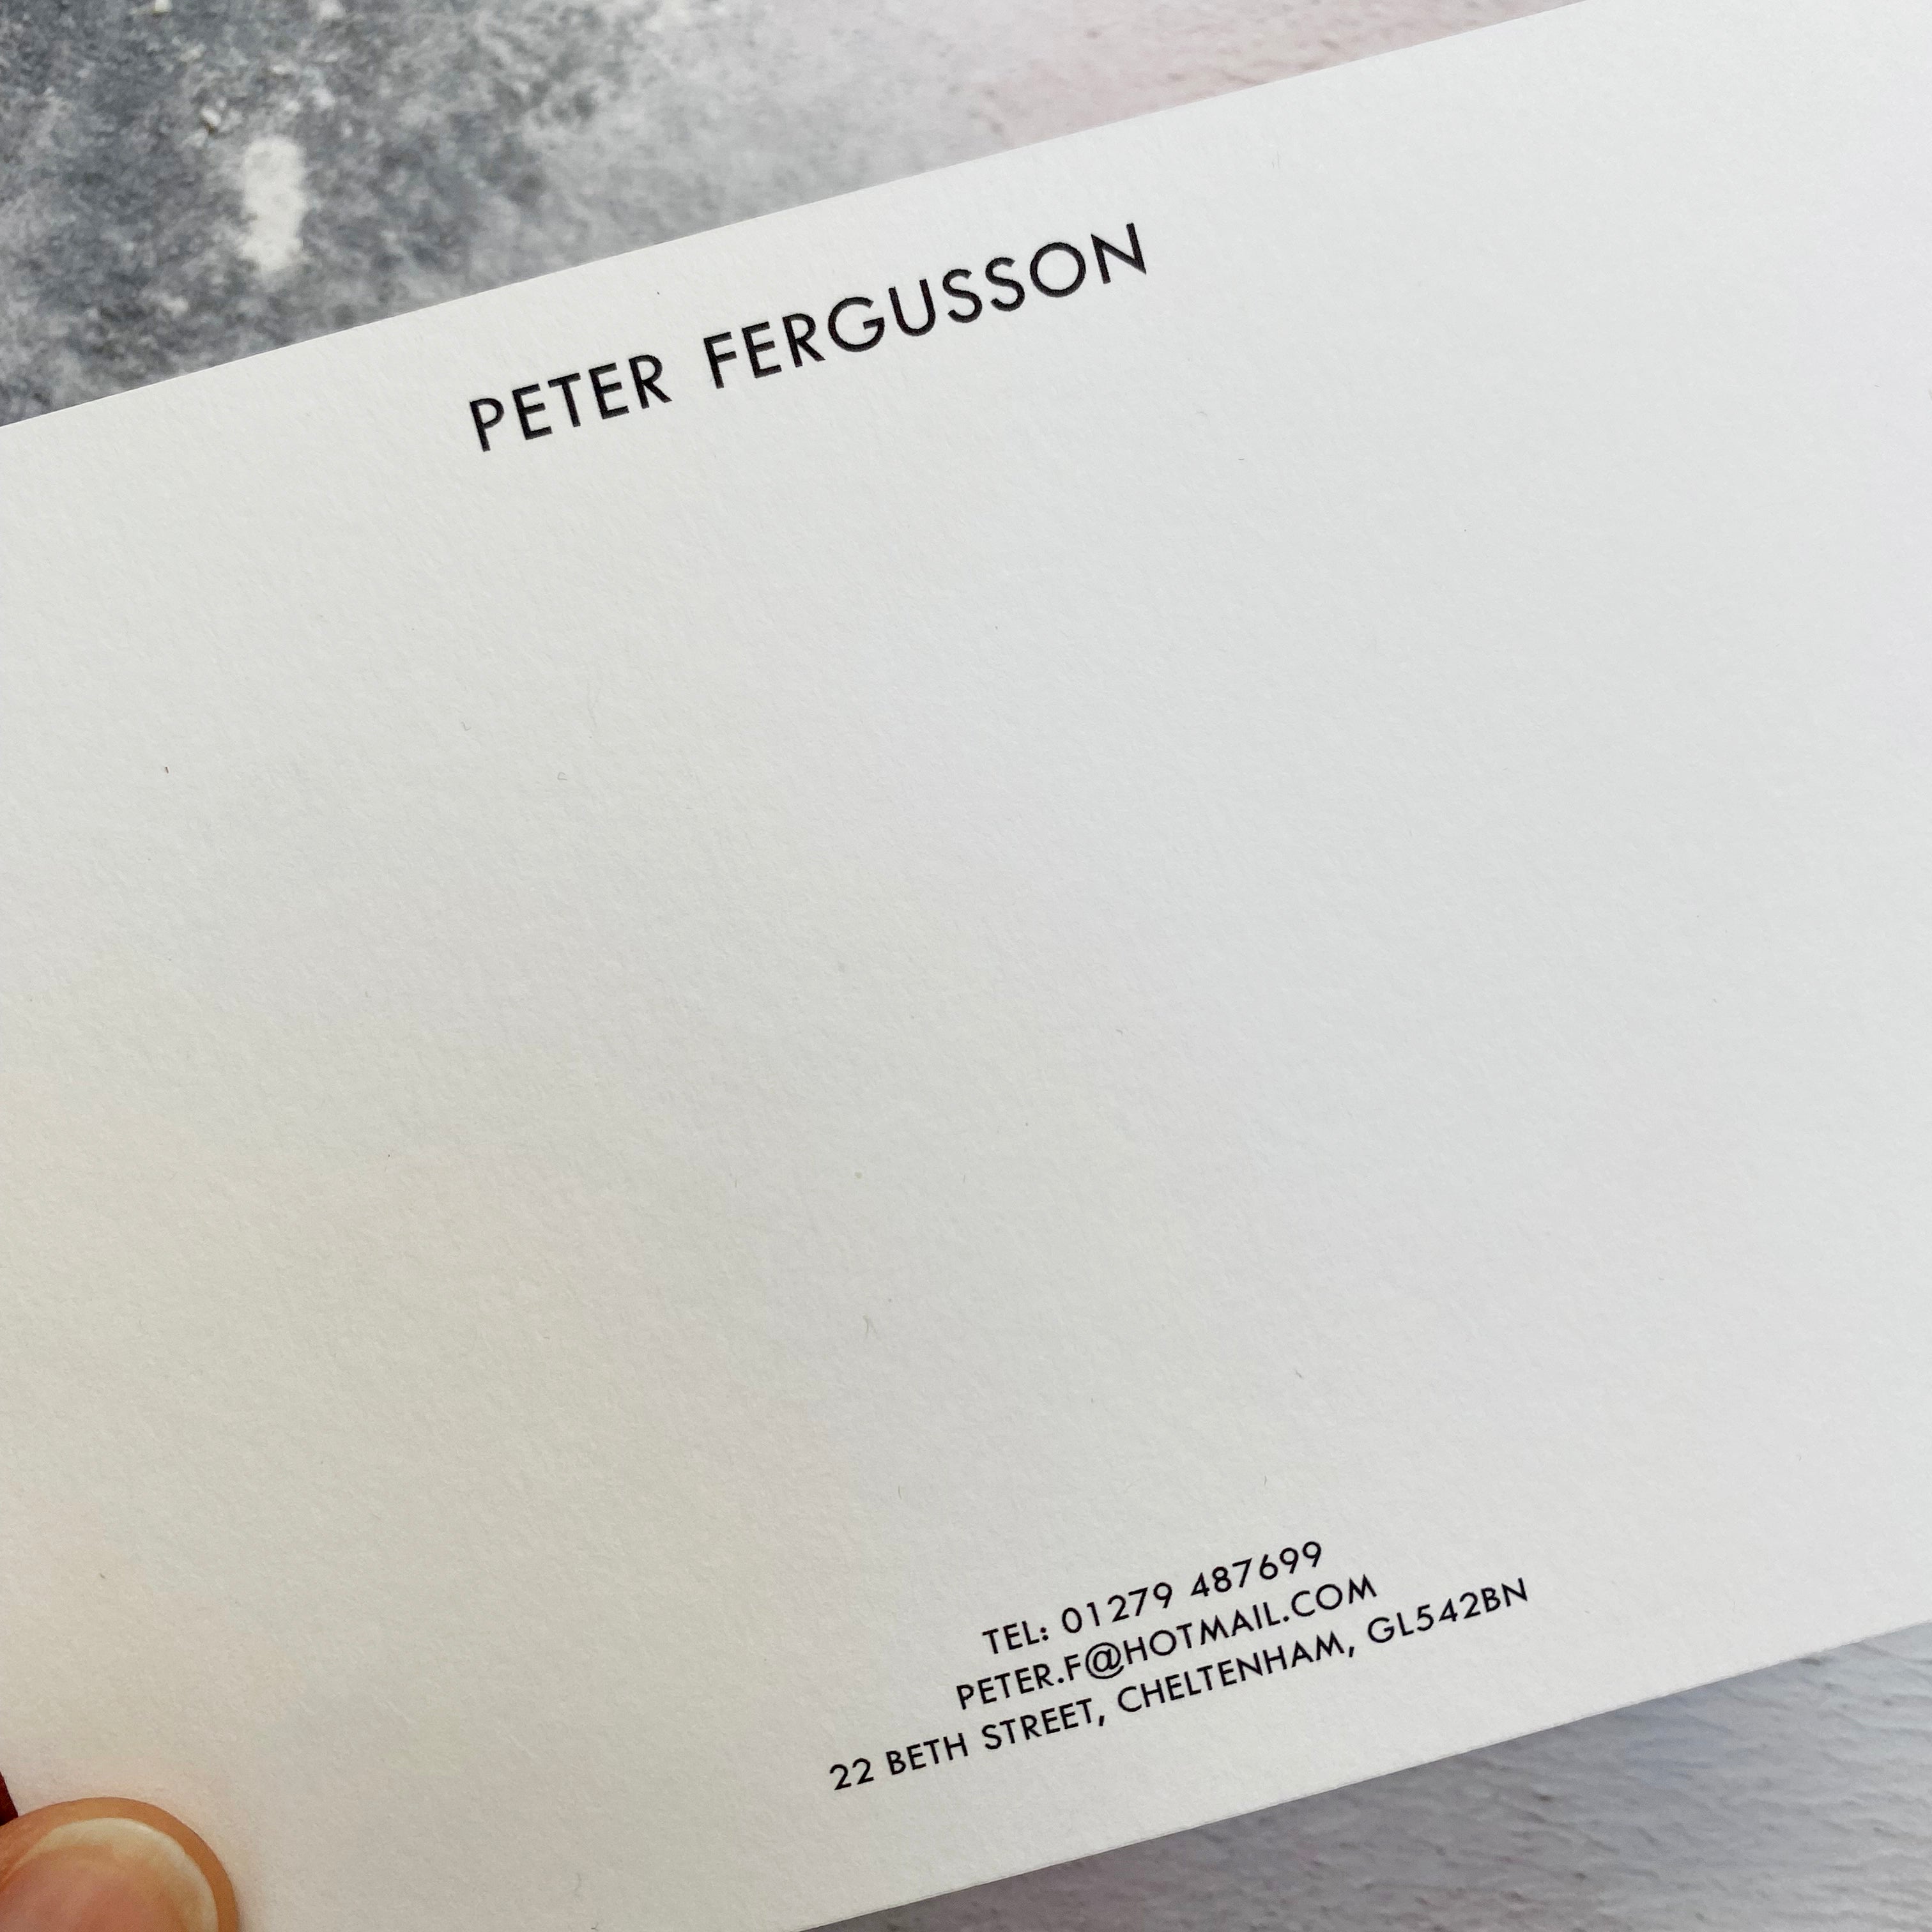 PETER FERGUSSON
TEL: 01279 487699
PETER.F@HOTMAIL.COM
22 BETH STREET, CHELTENHAM, GL542BN